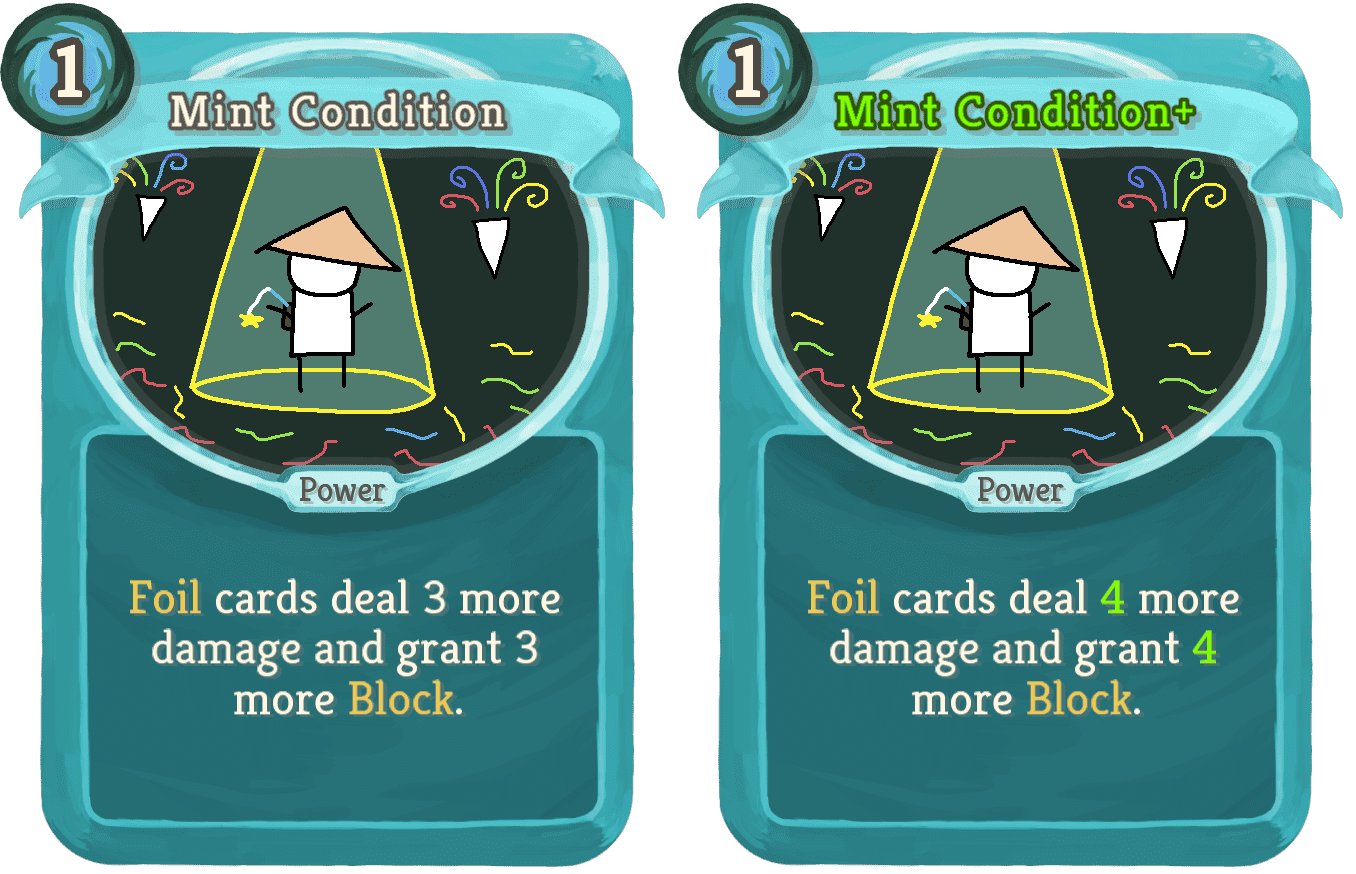 1
Mint Condition
Power
Foil cards deal 3 more
damage and grant 3
more Block.
1
Mint Condition+
Power
Foil cards deal 4 more
damage and grant 4
more Block.